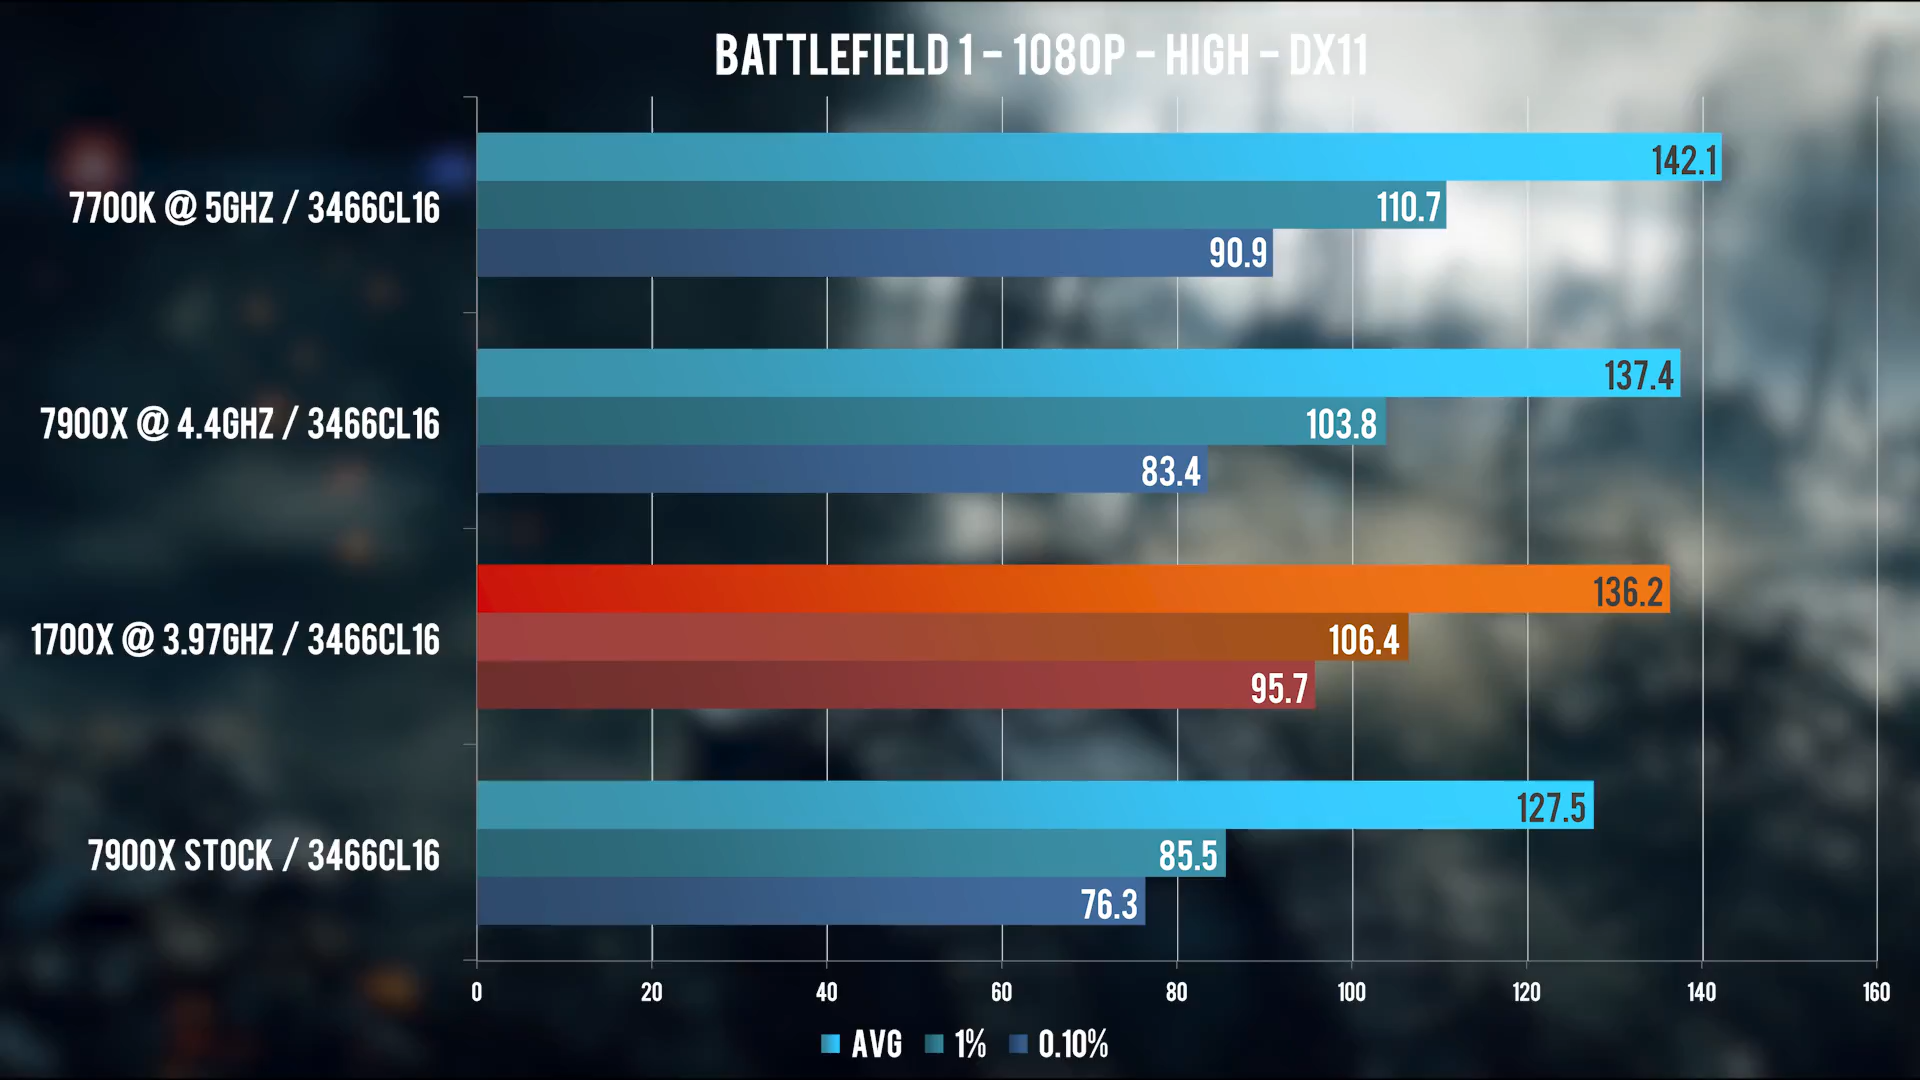 BATTLEFIELD 1 – 1080P – HIGH – DX11
7700K @ 5GHZ / 3466CL16
142.1
110.7
90.9
7900X @ 4.4GHZ / 3466CL16
137.4
103.8
83.4
1700X @ 3.97GHZ / 3466CL16
136.2
106.4
95.7
7900X STOCK / 3466CL16
127.5
85.5
76.3
0 20 40 60 80 100 120 140 160
AVG 1% 0.10%